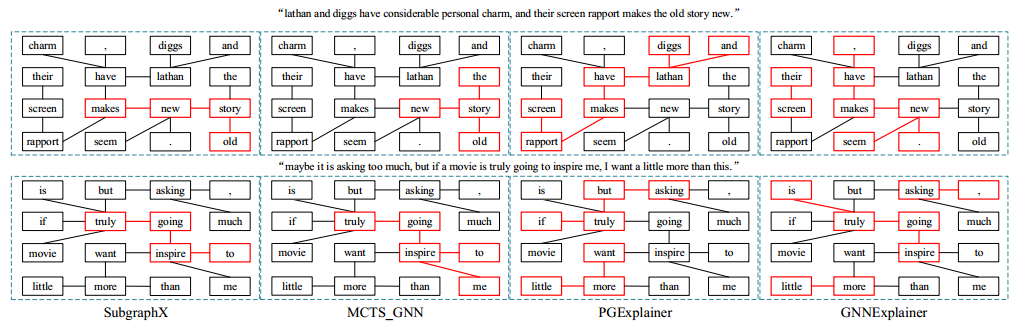 “lathan and diggs have considerable personal charm, and their screen rapport makes the old story new.”
charm , diggs and charm , diggs and charm , diggs and charm , diggs and
their have lathan the their have lathan the their have lathan the their have lathan the
screen makes new story screen makes new story screen makes new story screen makes new story
rapport seem . old rapport seem . old rapport seem . old rapport seem . old
“maybe it is asking too much, but if a movie is truly going to inspire me, I want a little more than this.”
is but asking , is but asking , is but asking , is but asking ,
if truly going much if truly going much if truly going much if truly going much
movie want inspire to movie want inspire to movie want inspire to movie want inspire to
little more than me little more than me little more than me little more than me
SubgraphX MCTS_GNN PGExplainer GNNExplainer